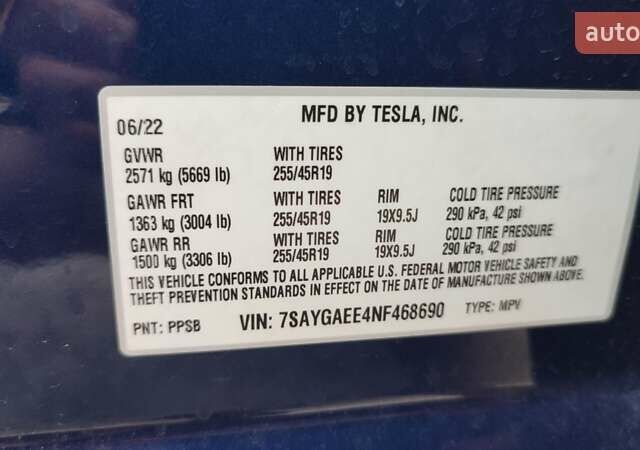 auto
MFD BY TESLA, INC.
06/22
GVWR WITH TIRES
2571 kg (5669 lb) 255/45R19
GAWR FRT WITH TIRES RIM COLD TIRE PRESSURE
1363 kg (3004 lb) 255/45R19 19X9.5J 290 kPa, 42 psi
GAWR RR WITH TIRES RIM COLD TIRE PRESSURE
1500 kg (3306 lb) 255/45R19 19X9.5J 290 kPa, 42 psi
THIS VEHICLE CONFORMS TO ALL APPLICABLE U.S. FEDERAL MOTOR VEHICLE SAFETY AND
THEFT PREVENTION STANDARDS IN EFFECT ON THE DATE OF MANUFACTURE SHOWN ABOVE.
PNT: PPSB VIN: 7SAYGAEE4NF468690 TYPE: MPV